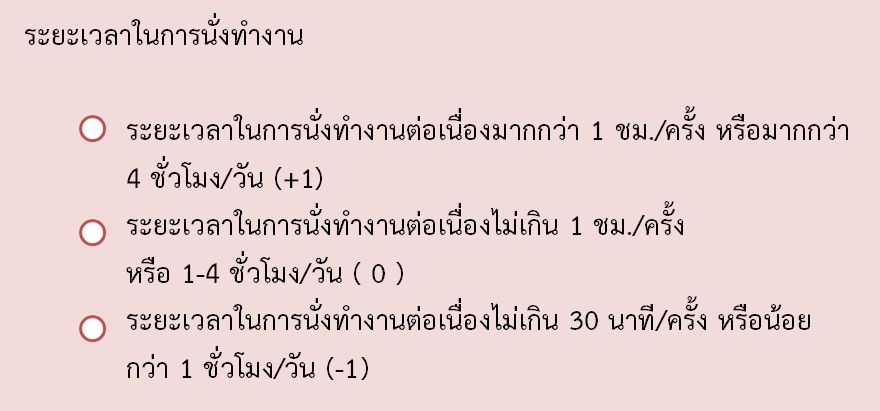 ระยะเวลาในการนั่งทำงาน
ระยะเวลาในการนั่งทำงานต่อเนื่องมากกว่า 1 ชม./ครั้ง หรือมากกว่า
4 ชั่วโมง/วัน (+1)
ระยะเวลาในการนั่งทำงานต่อเนื่องไม่เกิน 1 ชม./ครั้ง
หรือ 1-4 ชั่วโมง/วัน ( 0 )
ระยะเวลาในการนั่งทำงานต่อเนื่องไม่เกิน 30 นาที/ครั้ง หรือน้อย
กว่า 1 ชั่วโมง/วัน (-1)